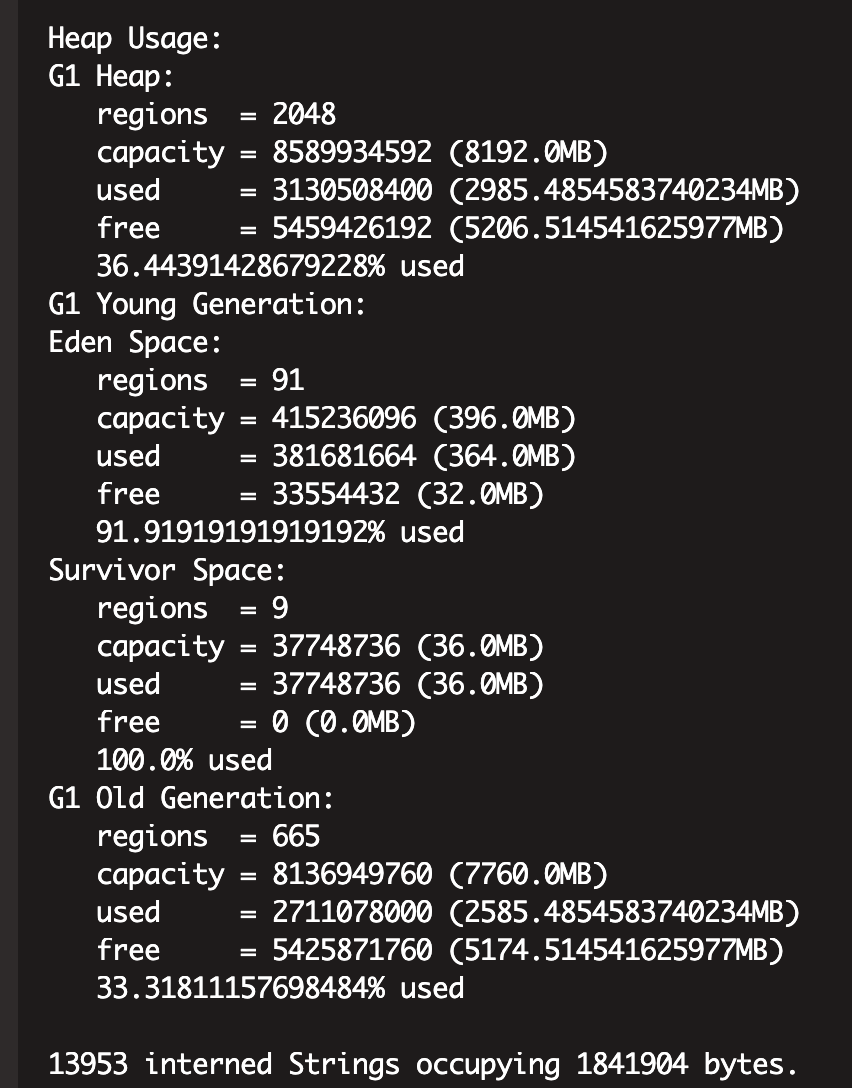 Heap Usage:
G1 Heap:
   regions  = 2048
   capacity = 8589934592 (8192.0MB)
   used     = 3130508400 (2985.4854583740234MB)
   free     = 5459426192 (5206.514541625977MB)
   36.44391428679228% used
G1 Young Generation:
Eden Space:
   regions  = 91
   capacity = 415236096 (396.0MB)
   used     = 381681664 (364.0MB)
   free     = 33554432 (32.0MB)
   91.91919191919192% used
Survivor Space:
   regions  = 9
   capacity = 37748736 (36.0MB)
   used     = 37748736 (36.0MB)
   free     = 0 (0.0MB)
   100.0% used
G1 Old Generation:
   regions  = 665
   capacity = 8136949760 (7760.0MB)
   used     = 2711078000 (2585.4854583740234MB)
   free     = 5425871760 (5174.514541625977MB)
   33.31811157698484% used

13953 interned Strings occupying 1841904 bytes.